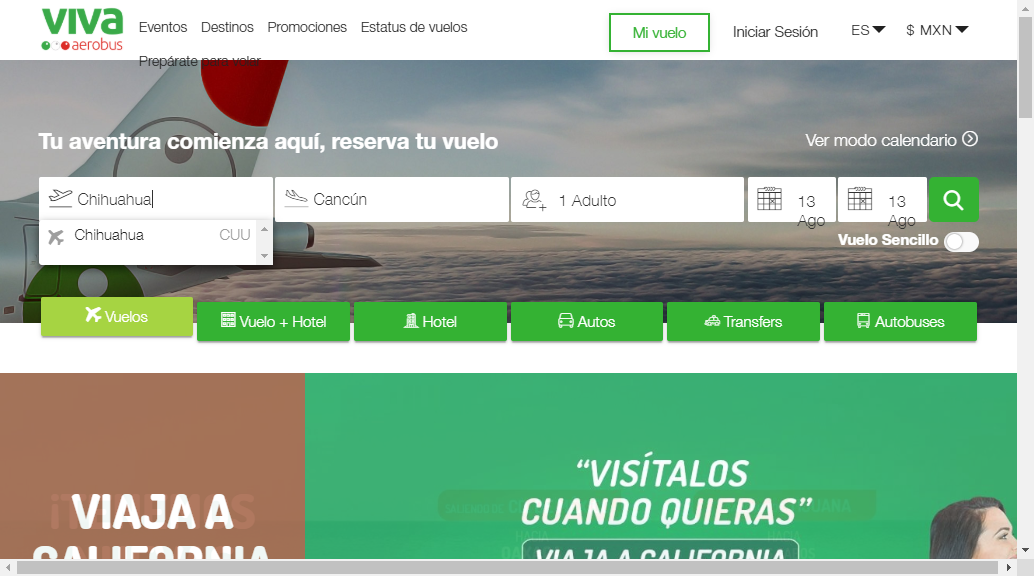 viva
aerobus
Eventos Destinos Promociones Estatus de vuelos
Prepárate para volar
Mi vuelo
Iniciar Sesión
ES
$ MXN
Tu aventura comienza aquí, reserva tu vuelo
Ver modo calendario
Chihuahua
Cancún
1 Adulto
13
Ago
13
Ago
Chihuahua CUU
Vuelo Sencillo
Vuelos
Vuelo + Hotel
Hotel
Autos
Transfers
Autobuses
VIAJA A
CALIFORNIA
“VISÍTALOS
CUANDO QUIERAS”
VIAJA A CALIFORNIA